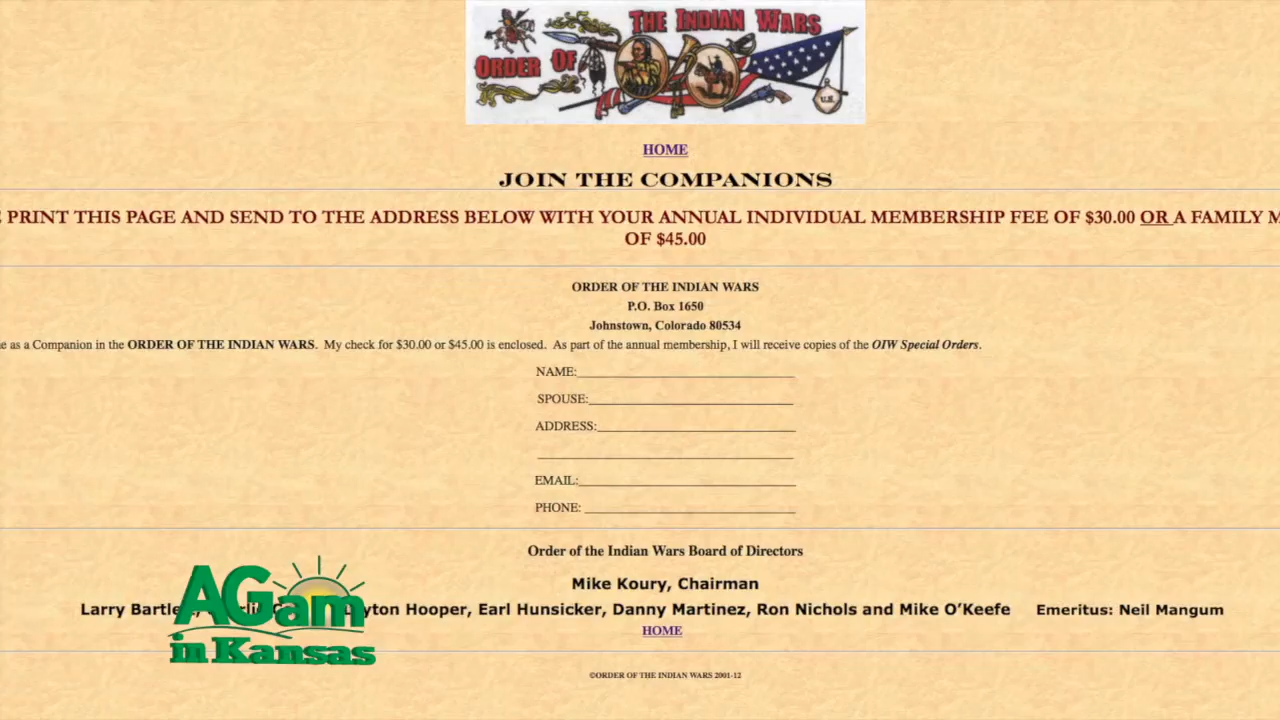 THE INDIAN WARS
ORDER OF
U.S.
HOME
JOIN THE COMPANIONS
PRINT THIS PAGE AND SEND TO THE ADDRESS BELOW WITH YOUR ANNUAL INDIVIDUAL MEMBERSHIP FEE OF $30.00 OR A FAMILY
OF $45.00
ORDER OF THE INDIAN WARS
P.O. Box 1650
Johnstown, Colorado 80534
as a Companion in the ORDER OF THE INDIAN WARS. My check for $30.00 or $45.00 is enclosed. As part of the annual membership, I will receive copies of the OIW Special Orders.
NAME:
SPOUSE:
ADDRESS:
EMAIL:
PHONE:
Order of the Indian Wars Board of Directors
Mike Koury, Chairman
Larry Hooper, Earl Hunsicker, Danny Martinez, Ron Nichols and Mike O'Keefe Emeritus: Neil Mangum
HOME
AGam
in Kansas
©ORDER OF THE INDIAN WARS 2001-12